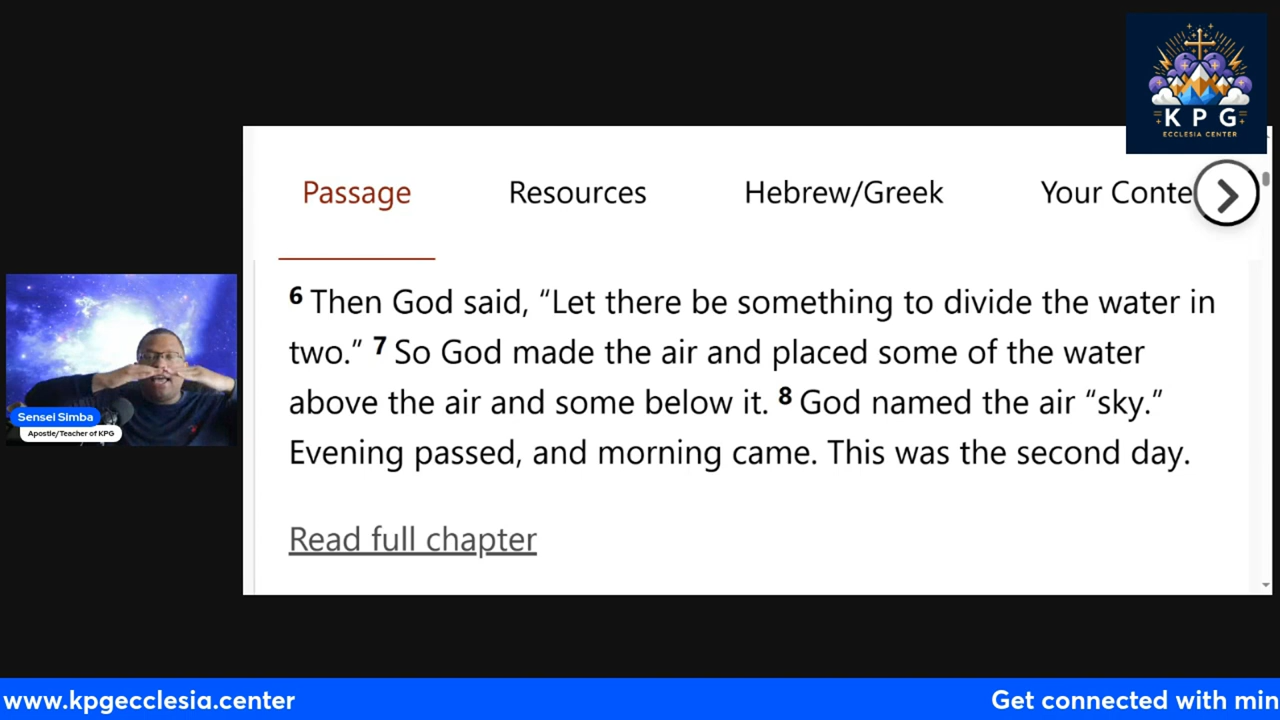 K P G
ECCLESIA CENTER
Passage
Resources
Hebrew/Greek
Your Conte
6 Then God said, “Let there be something to divide the water in
two.” 7 So God made the air and placed some of the water
above the air and some below it. 8 God named the air “sky.”
Evening passed, and morning came. This was the second day.
Read full chapter
Sensei Simba
Apostle/Teacher of KPG
www.kpgecclesia.center
Get connected with min